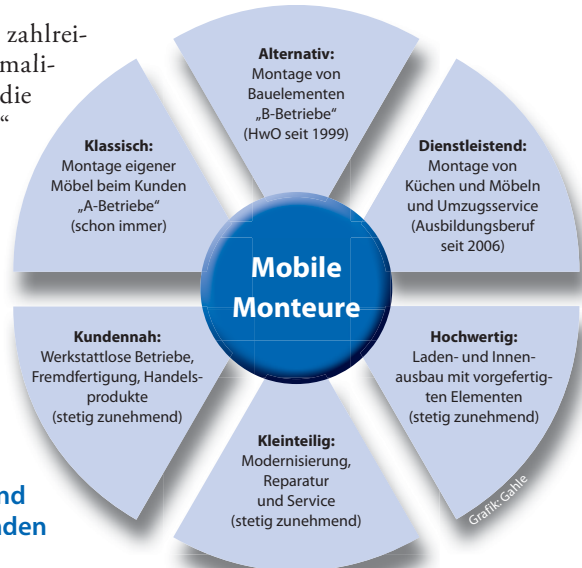 zahlrei-
mali-
die
“
Alternativ:
Montage von
Bauelementen
„B-Betriebe“
(HwO seit 1999)
Klassisch:
Montage eigener
Möbel beim Kunden
„A-Betriebe“
(schon immer)
Dienstleistend:
Montage von
Küchen und Möbeln
und Umzugsservice
(Ausbildungsberuf
seit 2006)
Mobile
Monteure
Kundennah:
Werkstattlose Betriebe,
Fremdfertigung, Handels-
produkte
(stetig zunehmend)
Hochwertig:
Laden- und Innen-
ausbau mit vorgefertig-
ten Elementen
(stetig zunehmend)
Kleinteilig:
Modernisierung,
Reparatur
und Service
(stetig zunehmend)
Grafik: Gahle
nd
nden